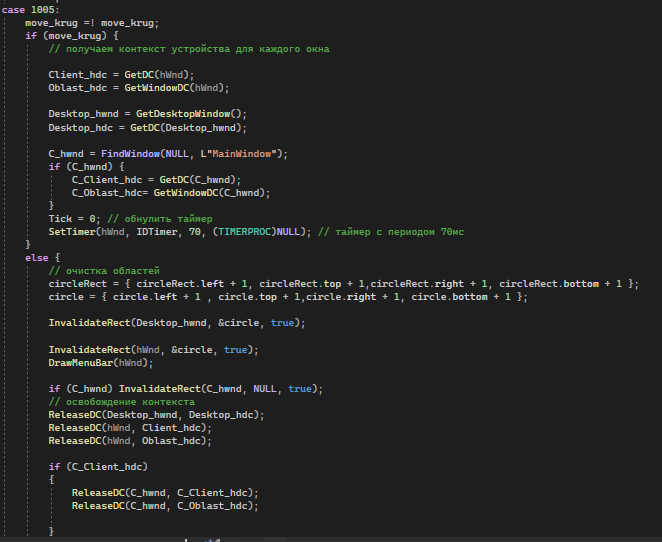 case 1005:
move_krug =! move_krug;
if (move_krug) {
// получаем контекст устройства для каждого окна
Client_hdc = GetDC(hWnd);
Oblast_hdc = GetWindowDC(hWnd);
Desktop_hwnd = GetDesktopWindow();
Desktop_hdc = GetDC(Desktop_hwnd);
C_hwnd = FindWindow(NULL, L"MainWindow");
if (C_hwnd) {
C_Client_hdc = GetDC(C_hwnd);
C_Oblast_hdc= GetWindowDC(C_hwnd);
}
Tick = 0; // обнулить таймер
SetTimer(hWnd, IDTimer, 70, (TIMERPROC)NULL); // таймер с периодом 70мс
}
else {
// очистка областей
circleRect = { circleRect.left + 1, circleRect.top + 1,circleRect.right + 1, circleRect.bottom + 1 };
circle = { circle.left + 1 , circle.top + 1,circle.right + 1, circle.bottom + 1 };
InvalidateRect(Desktop_hwnd, &circle, true);
InvalidateRect(hWnd, &circle, true);
DrawMenuBar(hWnd);
if (C_hwnd) InvalidateRect(C_hwnd, NULL, true);
// освобождение контекста
ReleaseDC(Desktop_hwnd, Desktop_hdc);
ReleaseDC(hWnd, Client_hdc);
ReleaseDC(hWnd, Oblast_hdc);
if (C_Client_hdc)
{
ReleaseDC(C_hwnd, C_Client_hdc);
ReleaseDC(C_hwnd, C_Oblast_hdc);
}